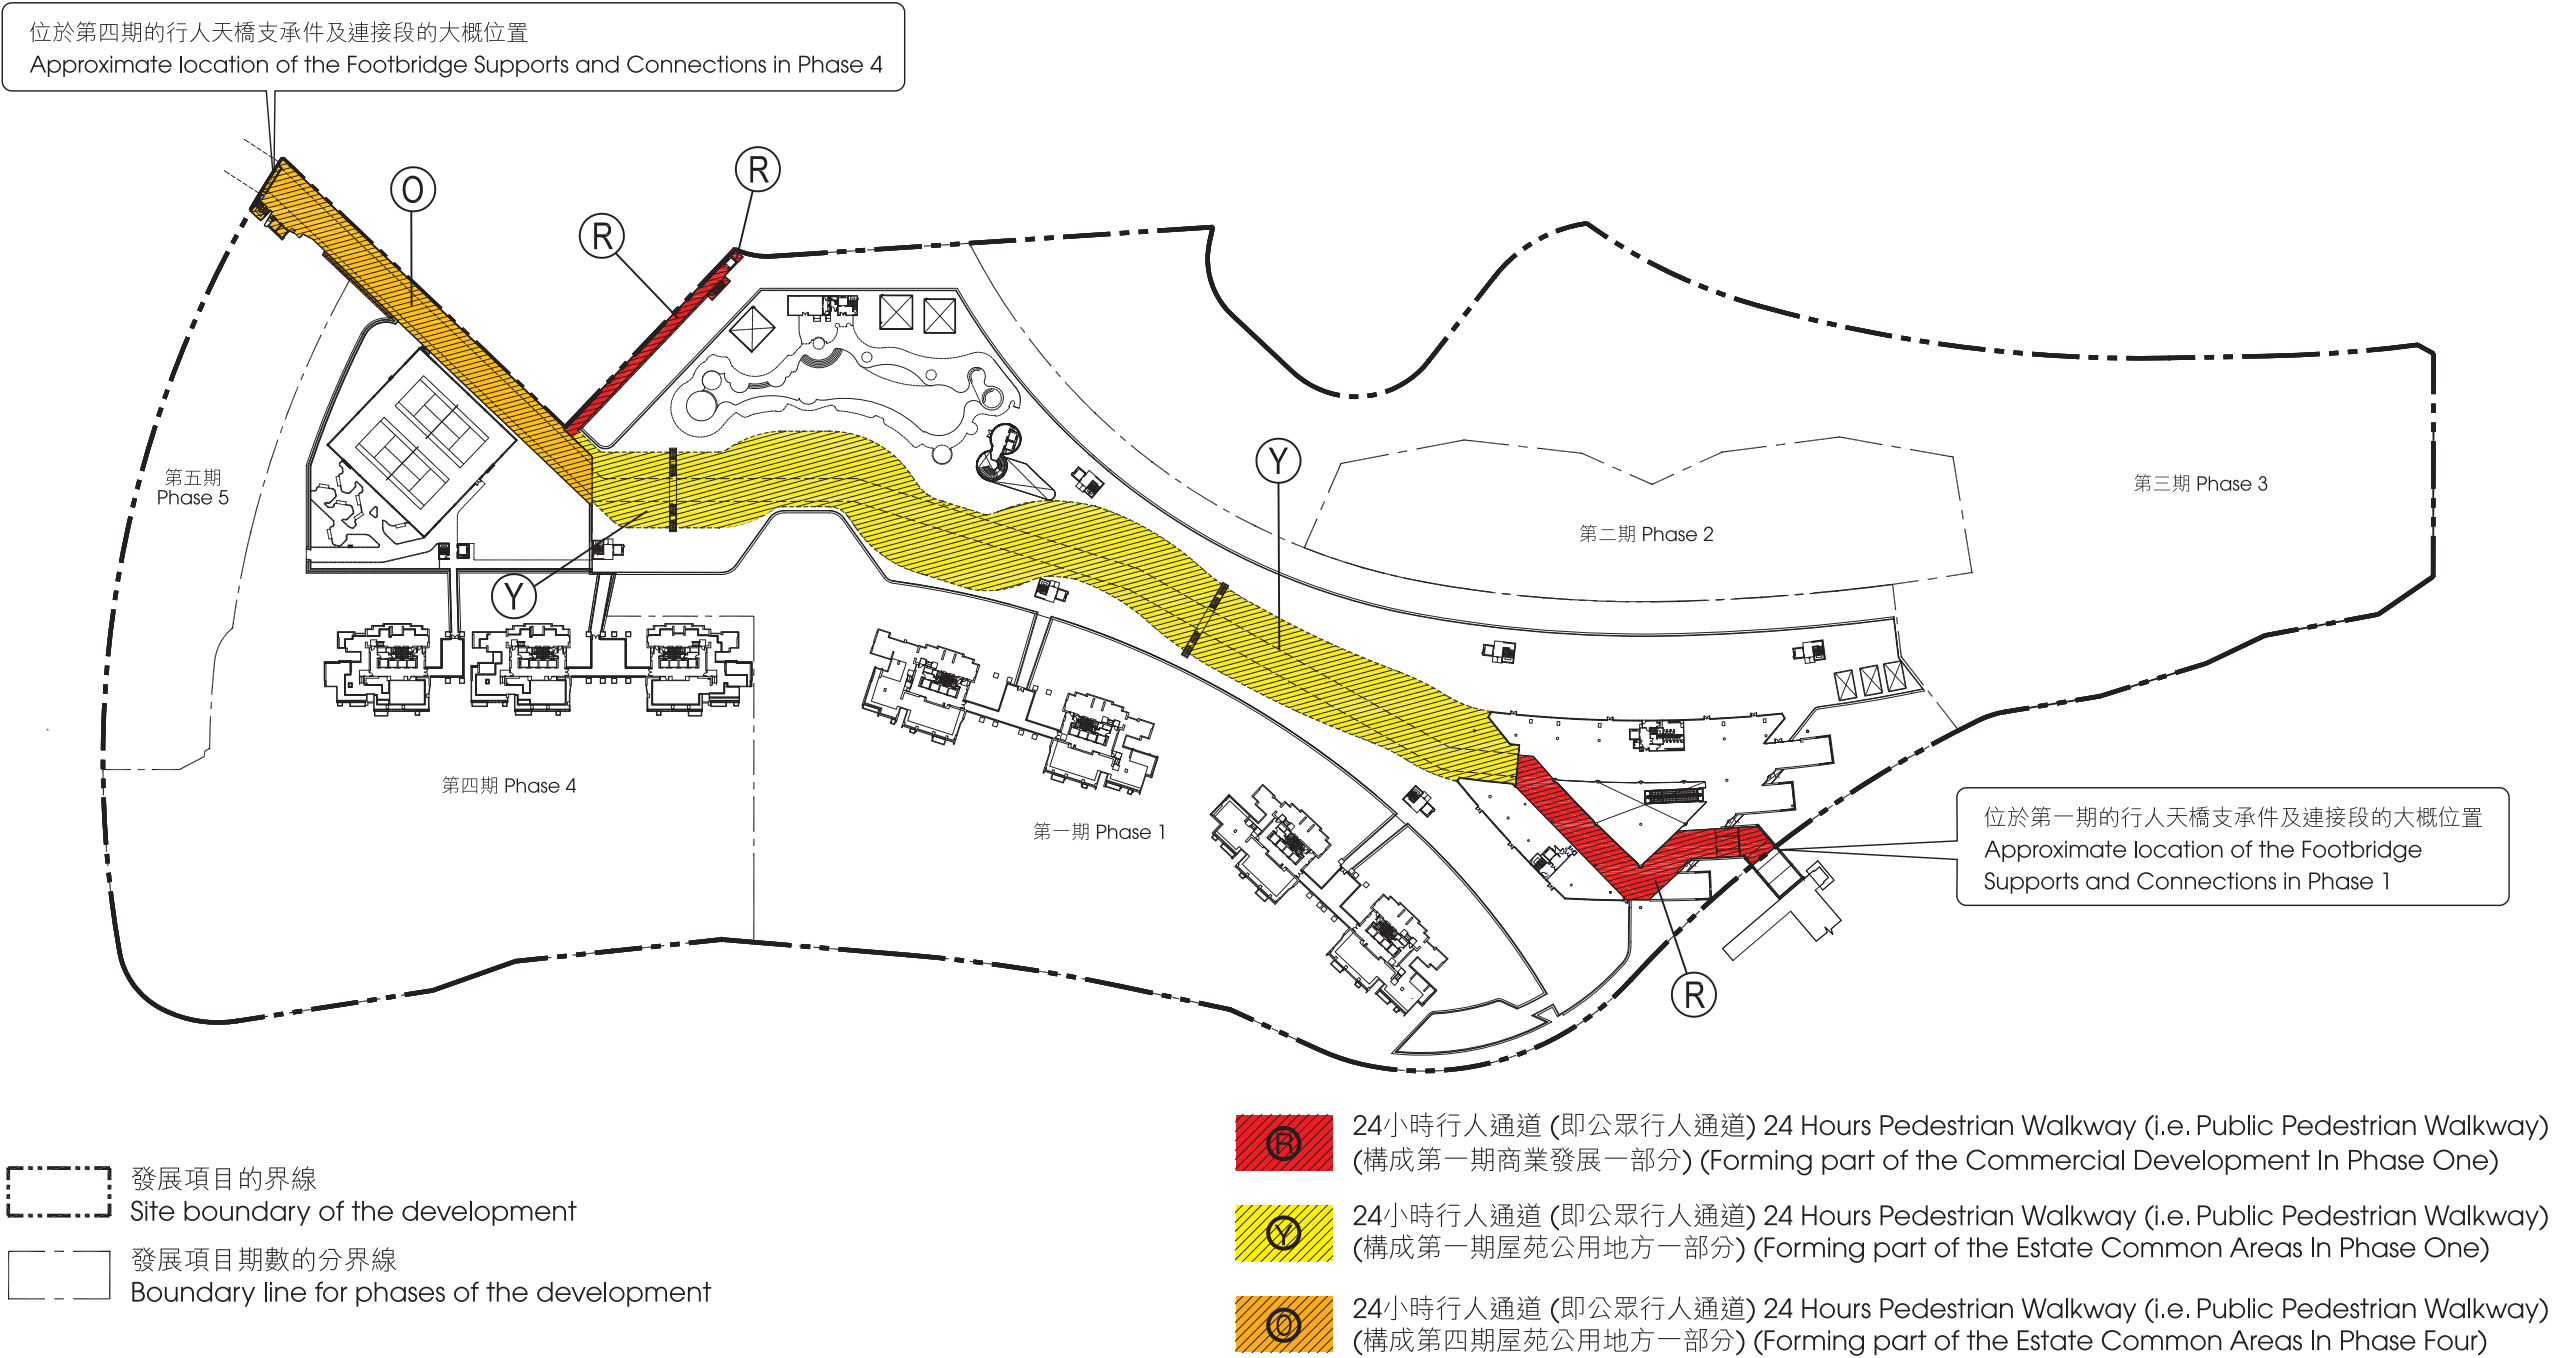 位於第四期的行人天橋支承件及連接段的大概位置
Approximate location of the Footbridge Supports and Connections in Phase 4
O
R
R
Y
第五期
Phase 5
第三期 Phase 3
第二期 Phase 2
Y
第四期 Phase 4
第一期 Phase 1
位於第一期的行人天橋支承件及連接段的大概位置
Approximate location of the Footbridge
Supports and Connections in Phase 1
R
發展項目的界線
Site boundary of the development
發展項目期數的分界線
Boundary line for phases of the development
R
24小時行人通道 (即公眾行人通道) 24 Hours Pedestrian Walkway (i.e. Public Pedestrian Walkway)
(構成第一期商業發展一部分) (Forming part of the Commercial Development In Phase One)
Y
24小時行人通道 (即公眾行人通道) 24 Hours Pedestrian Walkway (i.e. Public Pedestrian Walkway)
(構成第一期屋苑公用地方一部分) (Forming part of the Estate Common Areas In Phase One)
O
24小時行人通道 (即公眾行人通道) 24 Hours Pedestrian Walkway (i.e. Public Pedestrian Walkway)
(構成第四期屋苑公用地方一部分) (Forming part of the Estate Common Areas In Phase Four)